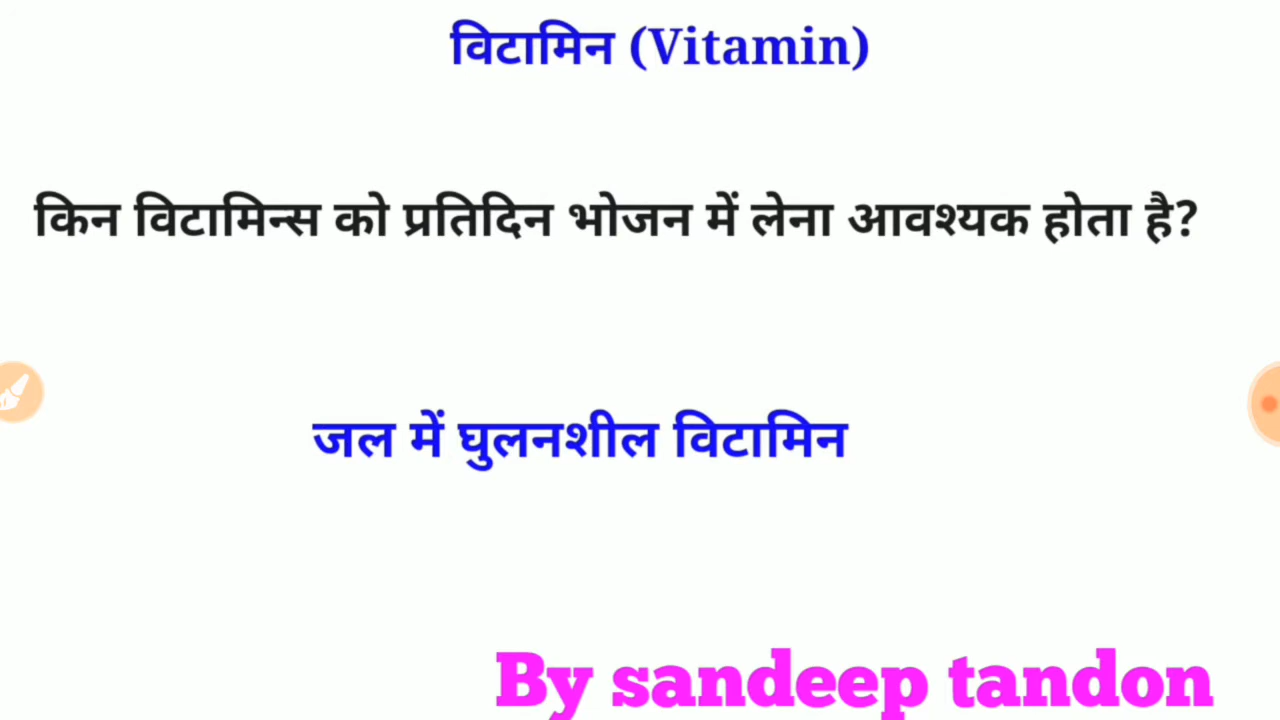 विटामिन (Vitamin)
किन विटामिन्स को प्रतिदिन भोजन में लेना आवश्यक होता है?
जल में घुलनशील विटामिन
By sandeep tandon